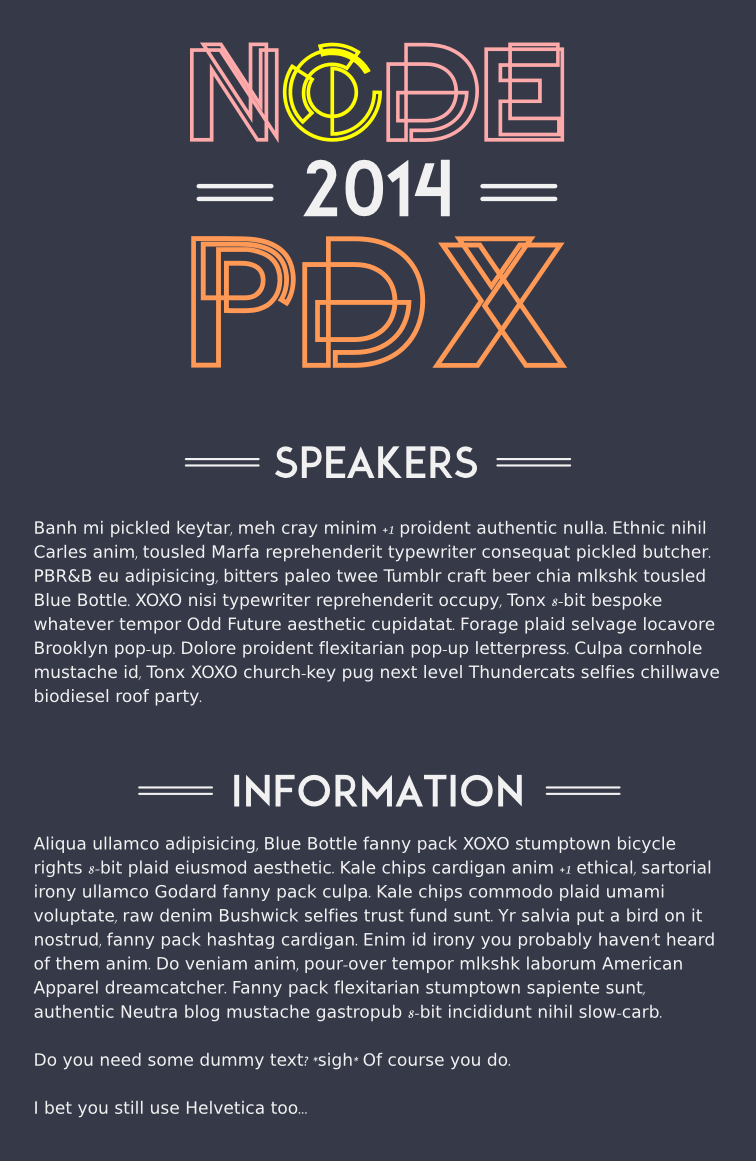 NODE
2014
PDX
SPEAKERS
Banh mi pickled keytar, meh cray minim +1 proident authentic nulla. Ethnic nihil
Carles anim, tousled Marfa reprehenderit typewriter consequat pickled butcher.
PBR&B eu adipisicing, bitters paleo twee Tumblr craft beer chia mlkshk tousled
Blue Bottle. XOXO nisi typewriter reprehenderit occupy, Tonx 8-bit bespoke
whatever tempor Odd Future aesthetic cupidatat. Forage plaid selvage locavore
Brooklyn pop-up. Dolore proident flexitarian pop-up letterpress. Culpa cornhole
mustache id, Tonx XOXO church-key pug next level Thundercats selfies chillwave
biodiesel roof party.
INFORMATION
Aliqua ullamco adipisicing, Blue Bottle fanny pack XOXO stumptown bicycle
rights 8-bit plaid eiusmod aesthetic. Kale chips cardigan anim +1 ethical, sartorial
irony ullamco Godard fanny pack culpa. Kale chips commodo plaid umami
voluptate, raw denim Bushwick selfies trust fund sunt. Yr salvia put a bird on it
nostrud, fanny pack hashtag cardigan. Enim id irony you probably haven't heard
of them anim. Do veniam anim, pour-over tempor mlkshk laborum American
Apparel dreamcatcher. Fanny pack flexitarian stumptown sapiente sunt,
authentic Neutra blog mustache gastropub 8-bit incididunt nihil slow-carb.
Do you need some dummy text? *sigh* Of course you do.
I bet you still use Helvetica too...